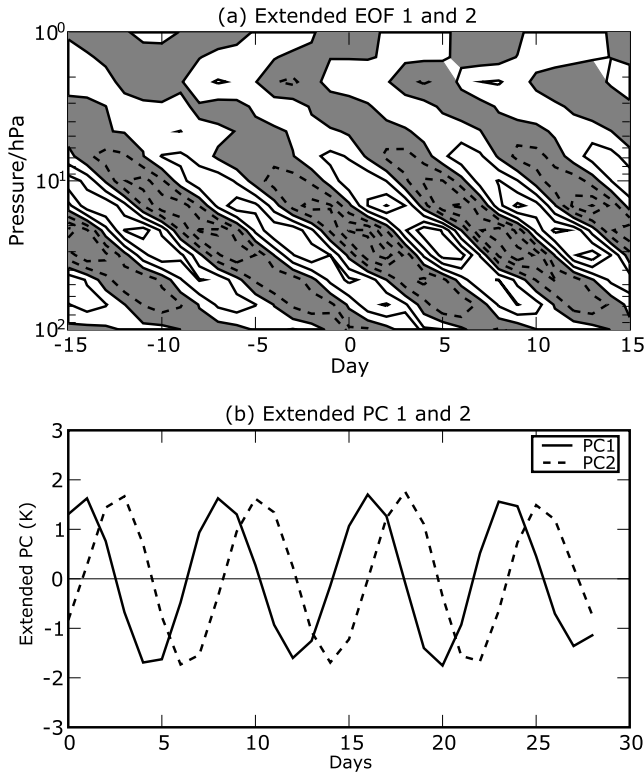 (a) Extended EOF 1 and 2
10⁰
10¹
10²
Pressure/hPa
-15 -10 -5 0 5 10 15
Day
(b) Extended PC 1 and 2
3
2
1
0
-1
-2
-3
Extended PC (K)
PC1
PC2
0 5 10 15 20 25 30
Days